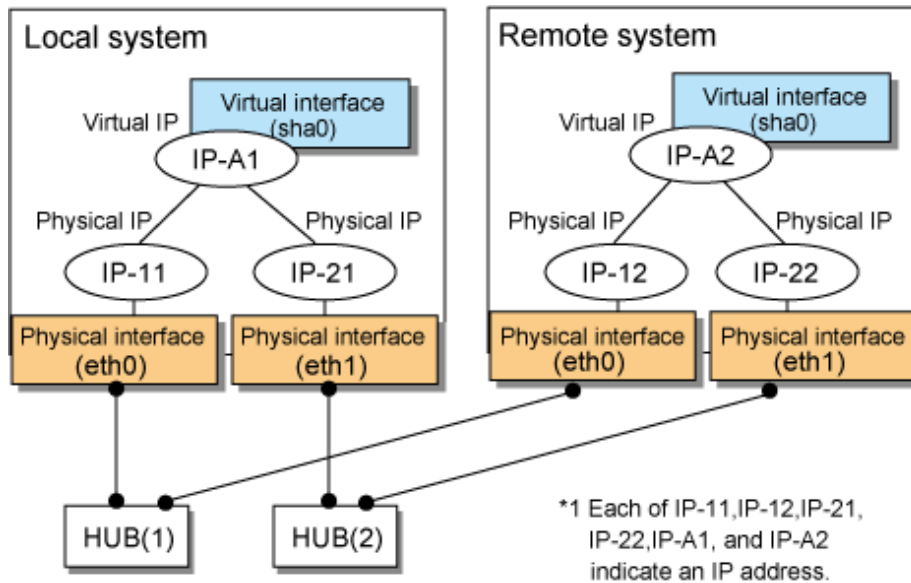 Local system
Virtual interface
(sha0)
Virtual IP
IP-A1
Physical IP
Physical IP
IP-11
IP-21
Physical interface
(eth0)
Physical interface
(eth1)
Remote system
Virtual interface
(sha0)
Virtual IP
IP-A2
Physical IP
Physical IP
IP-12
IP-22
Physical interface
(eth0)
Physical interface
(eth1)
HUB(1)
HUB(2)
*1 Each of IP-11,IP-12,IP-21,
IP-22,IP-A1, and IP-A2
indicate an IP address.